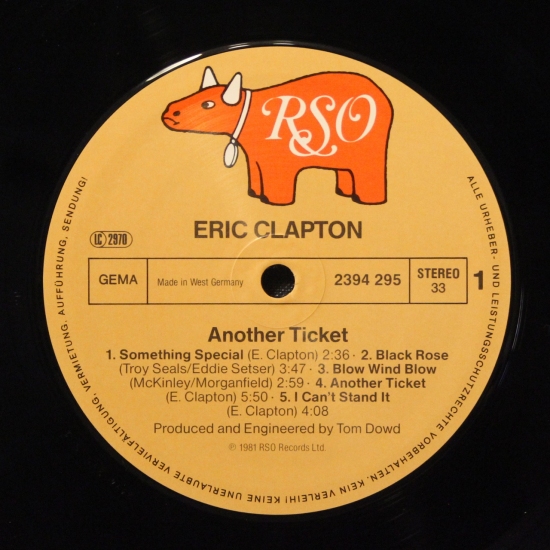 RSO
ERIC CLAPTON
LC 2970
GEMA
Made in West Germany
2394 295
STEREO
33
1
Another Ticket
1. Something Special (E. Clapton) 2:36 · 2. Black Rose
(Troy Seals/Eddie Setser) 3:47 · 3. Blow Wind Blow
(McKinley/Morganfield) 2:59 · 4. Another Ticket
(E. Clapton) 5:50 · 5. I Can't Stand It
(E. Clapton) 4:08
Produced and Engineered by Tom Dowd
℗ 1981 RSO Records Ltd.
ALLE URHEBER- UND LEISTUNGSSCHUTZRECHTE VORBEHALTEN. KEIN VERLEIH! KEINE UNERLAUBTE VERVIELFÄLTIGUNG, VERMIETUNG, AUFFÜHRUNG, SENDUNG!